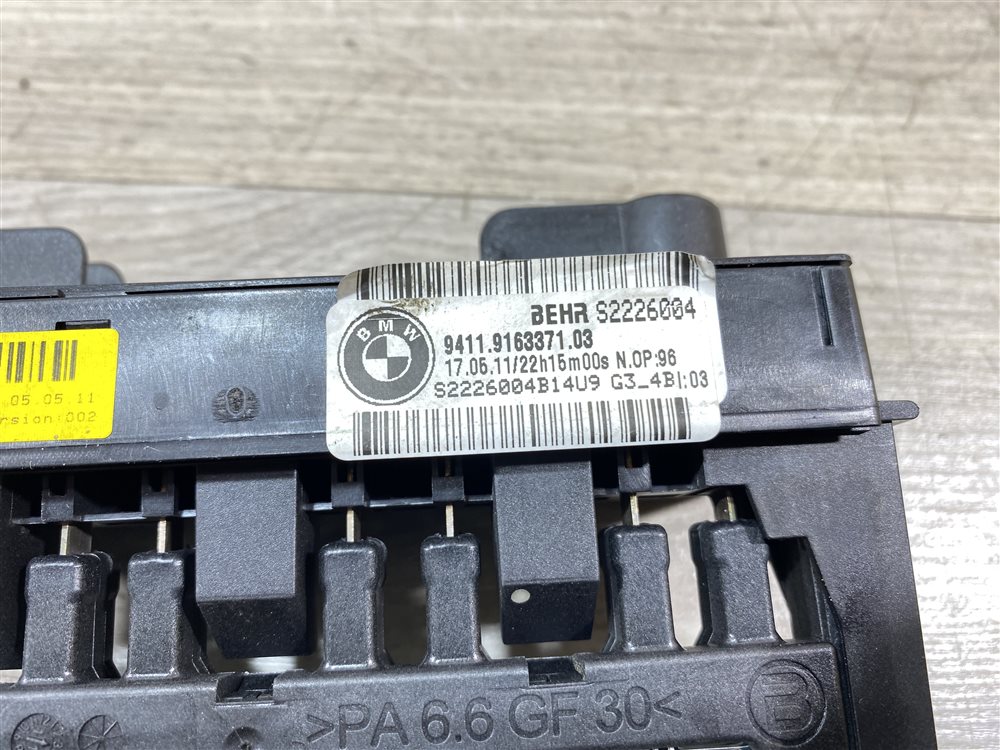 BEHR S2226004
BMW
9411.9163371.03
17.05.11/22h15m00s N.OP:96
S2226004B14U9 G3_4BI:03
05.05.11
rsion:002
>PA 6.6 GF 30<
B